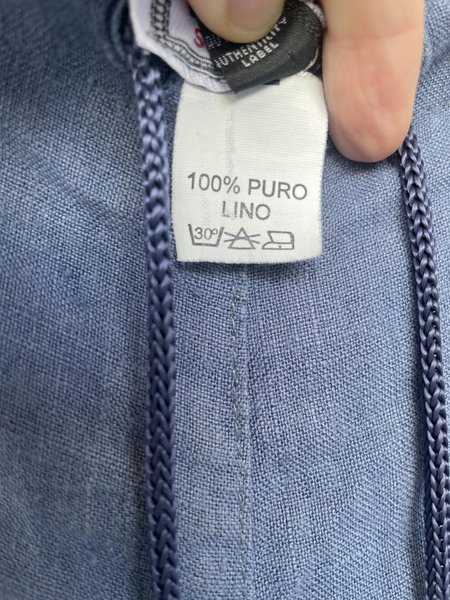 AUTHENTICITY
LABEL
100% PURO
LINO
30°